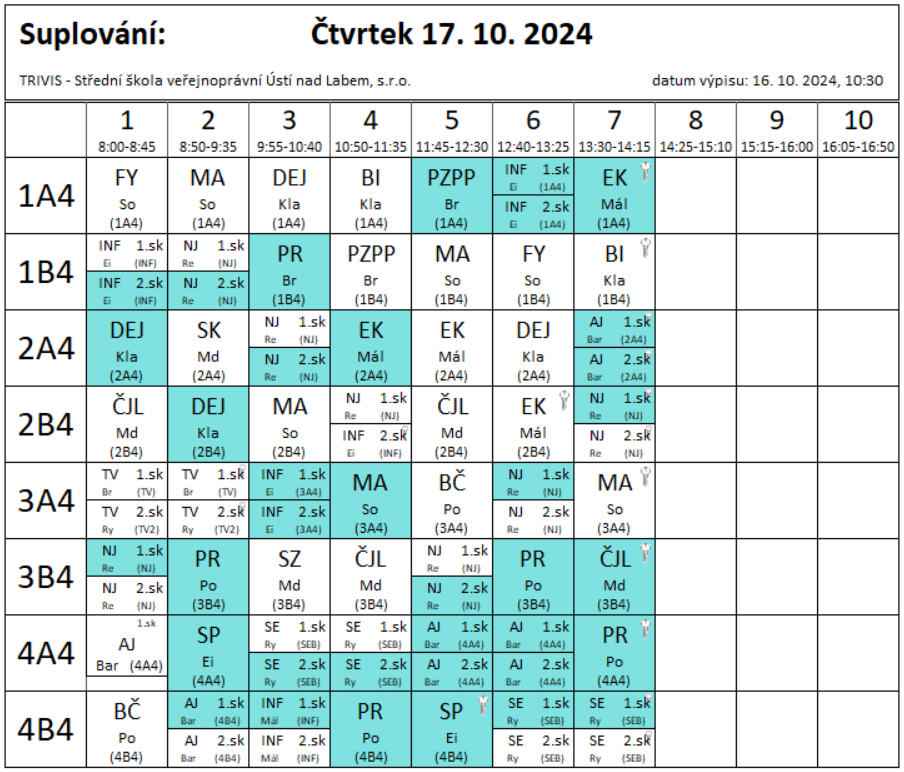 Suplování: Čtvrtek 17. 10. 2024
TRIVIS - Střední škola veřejnoprávní Ústí nad Labem, s.r.o. datum výpisu: 16. 10. 2024, 10:30
1 2 3 4 5 6 7 8 9 10
8:00-8:45 8:50-9:35 9:55-10:40 10:50-11:35 11:45-12:30 12:40-13:25 13:30-14:15 14:25-15:10 15:15-16:00 16:05-16:50
1A4
FY MA DEJ BI PZPP INF 1.sk EK
So So Kla Kla Br Ei (1A4) Mál
(1A4) (1A4) (1A4) (1A4) (1A4) INF 2.sk (1A4)
Ei (1A4)
1B4
INF 1.sk NJ 1.sk PR PZPP MA FY BI
Ei (INF) Re (NJ) Br Br So So Kla
INF 2.sk NJ 2.sk (1B4) (1B4) (1B4) (1B4) (1B4)
Ei (INF) Re (NJ)
2A4
DEJ SK NJ 1.sk EK EK DEJ AJ 1.sk
Kla Md Re (NJ) Mál Mál Kla Bar (2A4)
(2A4) (2A4) NJ 2.sk (2A4) (2A4) (2A4) AJ 2.sk
Re (NJ) Bar (2A4)
2B4
ČJL DEJ MA NJ 1.sk ČJL EK NJ 1.sk
Md Kla So Re (NJ) Md Mál Re (NJ)
(2B4) (2B4) (2B4) INF 2.sk (2B4) (2B4) NJ 2.sk
Ei (INF) Re (NJ)
3A4
TV 1.sk TV 1.sk INF 1.sk MA BČ NJ 1.sk MA
Br (TV) Br (TV) Ei (3A4) So Po Re (NJ) So
TV 2.sk TV 2.sk INF 2.sk (3A4) (3A4) NJ 2.sk (3A4)
Ry (TV2) Ry (TV2) Ei (3A4) Re (NJ)
3B4
NJ 1.sk PR SZ ČJL NJ 1.sk PR ČJL
Re (NJ) Po Md Md Re (NJ) Po Md
NJ 2.sk (3B4) (3B4) (3B4) NJ 2.sk (3B4) (3B4)
Re (NJ) Re (NJ)
4A4
1.sk SP SE 1.sk SE 1.sk AJ 1.sk AJ 1.sk PR
AJ Ei Ry (SEB) Ry (SEB) Bar (4A4) Bar (4A4) Po
Bar (4A4) (4A4) SE 2.sk SE 2.sk AJ 2.sk AJ 2.sk (4A4)
Ry (SEB) Ry (SEB) Bar (4A4) Bar (4A4)
4B4
BČ AJ 1.sk INF 1.sk PR SP SE 1.sk SE 1.sk
Po Bar (4B4) Mál (INF) Po Ei Ry (SEB) Ry (SEB)
(4B4) AJ 2.sk INF 2.sk (4B4) (4B4) SE 2.sk SE 2.sk
Bar (4B4) Mál (INF) Ry (SEB) Ry (SEB)